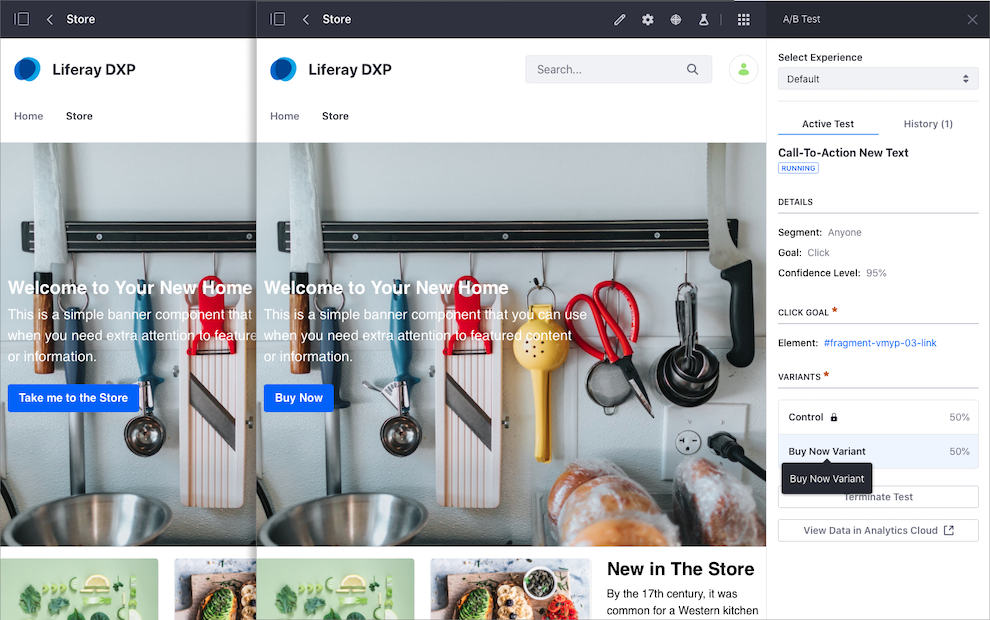 Store
Liferay DXP
Home
Store
Welcome to Your New Home
This is a simple banner component that
when you need extra attention to feature
or information.
Take me to the Store
Store
Liferay DXP
Search...
Home
Store
Welcome to Your New Home
This is a simple banner component that you can use
when you need extra attention to featured content
or information.
Buy Now
New in The Store
By the 17th century, it was
common for a Western kitchen
A/B Test
Select Experience
Default
Active Test
History (1)
Call-To-Action New Text
RUNNING
DETAILS
Segment: Anyone
Goal: Click
Confidence Level: 95%
CLICK GOAL *
Element: #fragment-vmyp-03-link
VARIANTS *
Control 50%
Buy Now Variant 50%
Buy Now Variant
Terminate Test
View Data in Analytics Cloud